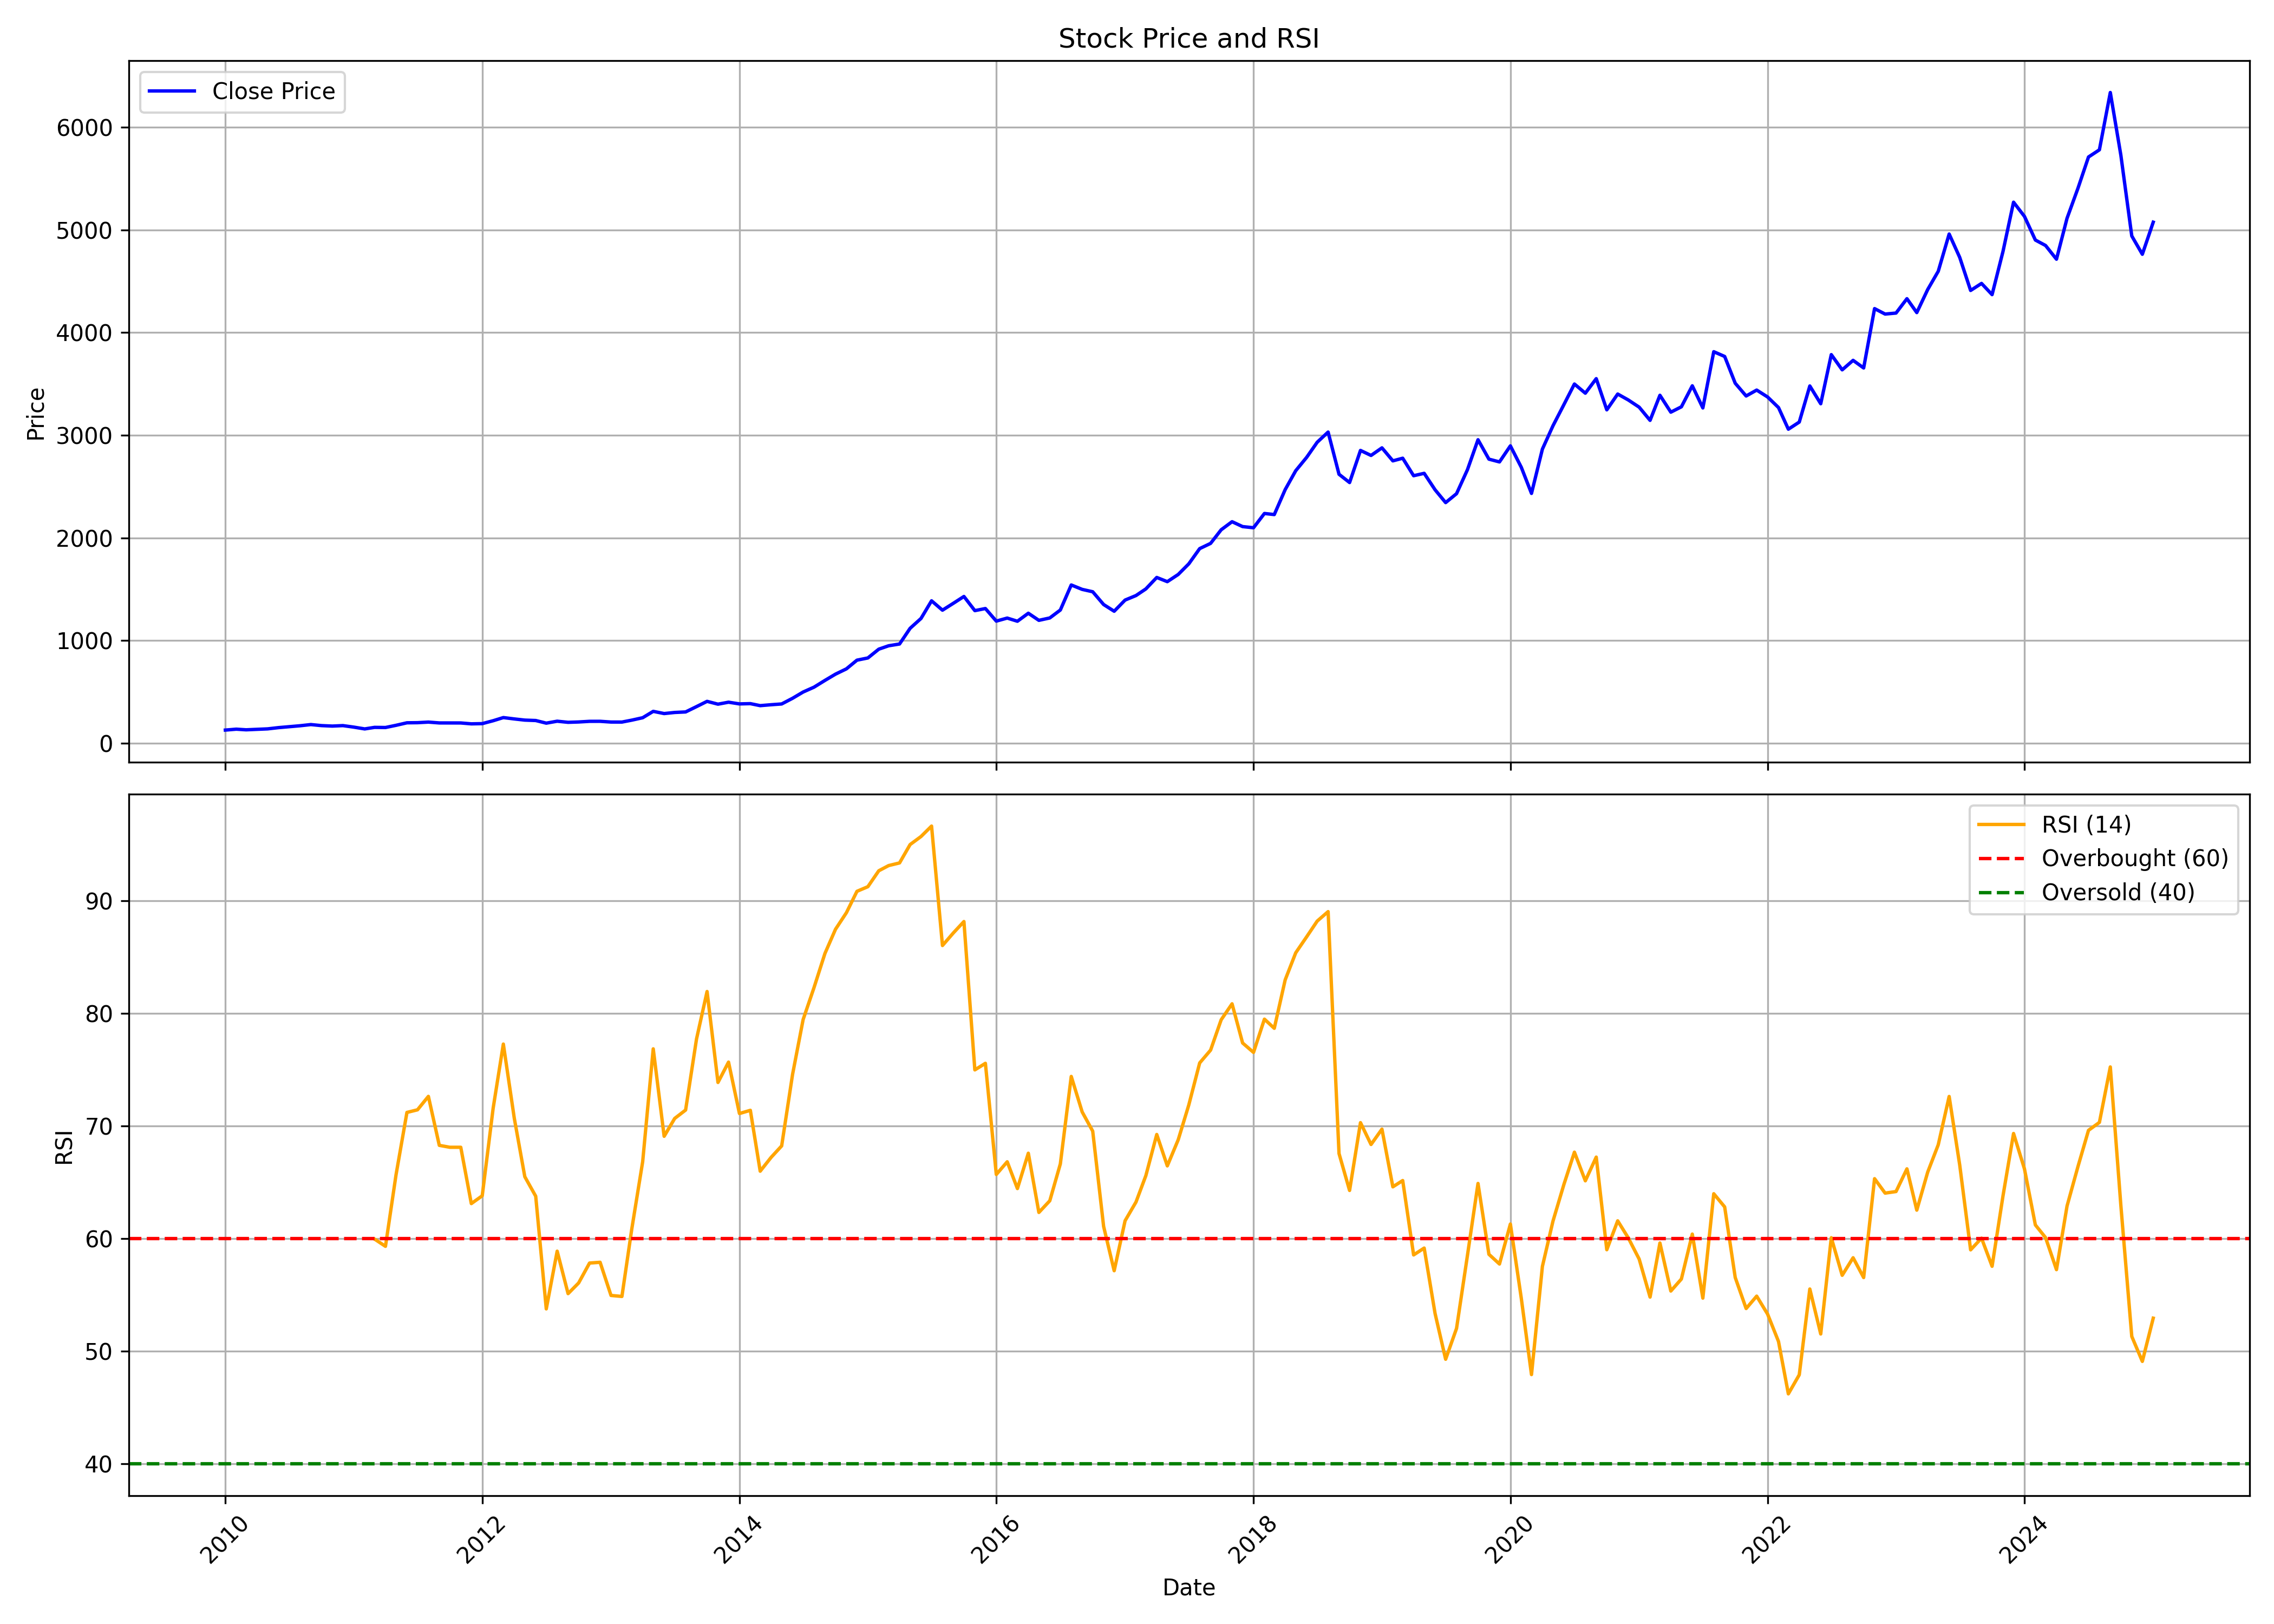 Stock Price and RSI
Close Price
Price
6000
5000
4000
3000
2000
1000
0
RSI (14)
Overbought (60)
Oversold (40)
RSI
90
80
70
60
50
40
2010
2012
2014
2016
2018
2020
2022
2024
Date